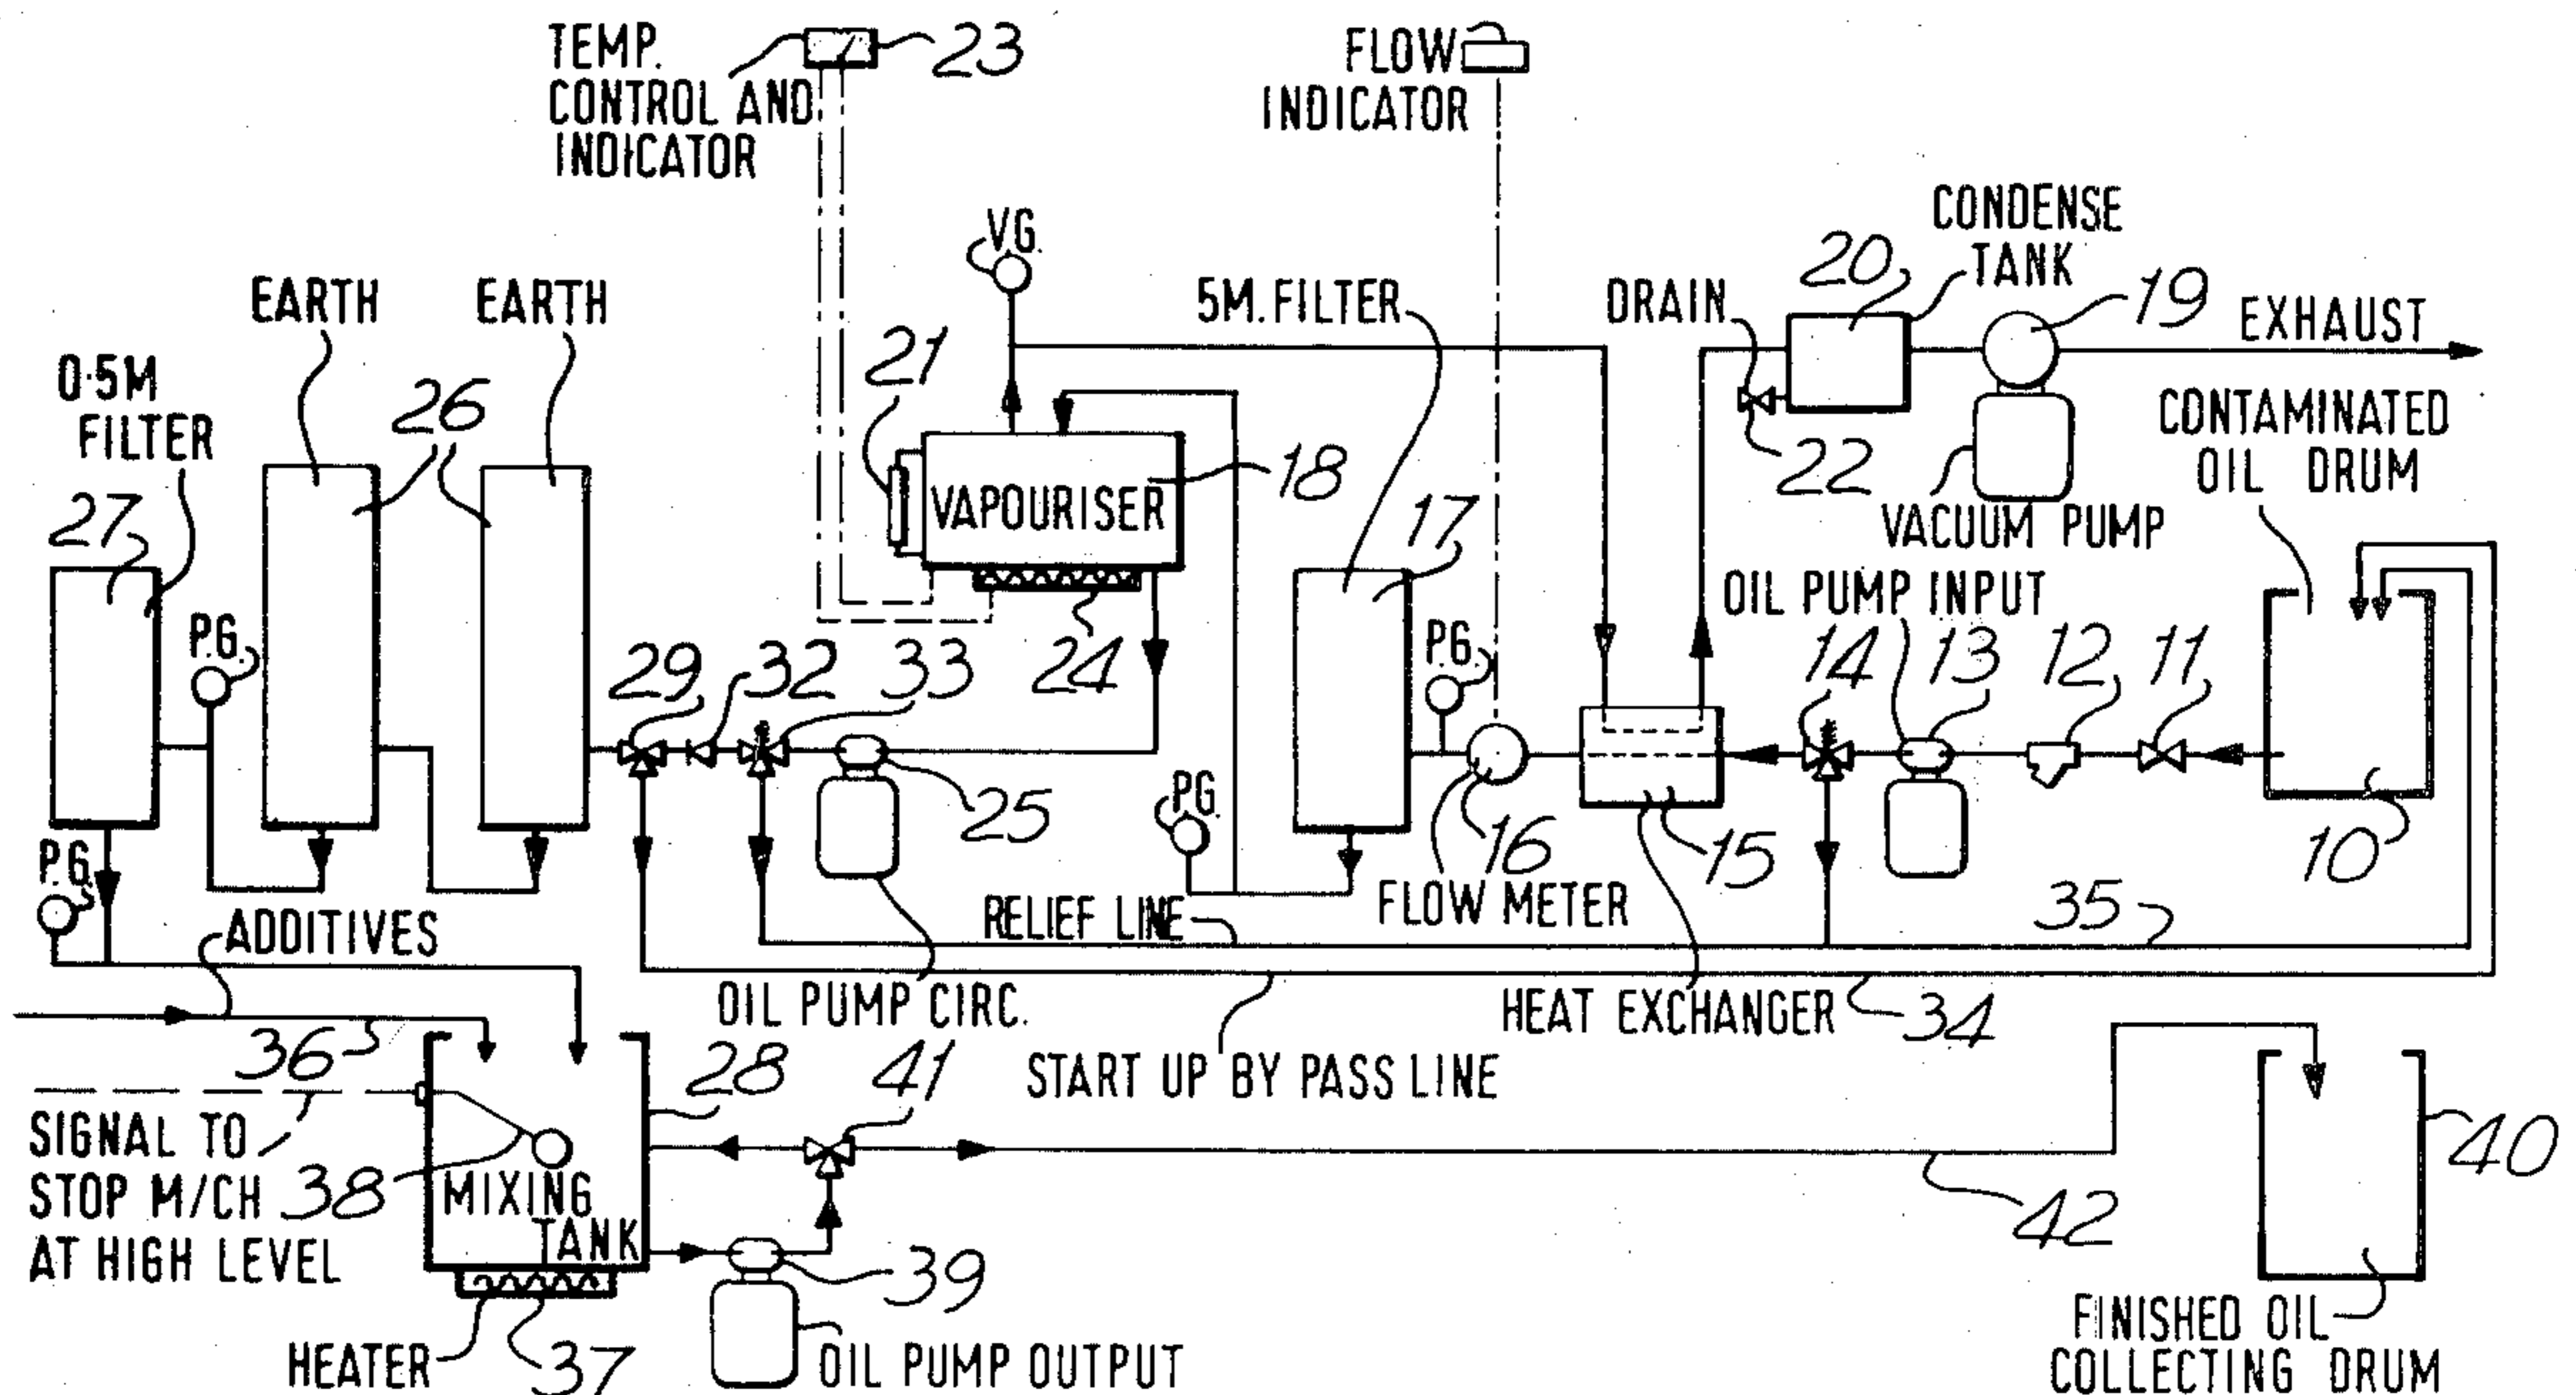 TEMP.
CONTROL AND
INDICATOR
23
FLOW
INDICATOR
V.G.
EARTH
EARTH
0·5M
FILTER
26
27
21
VAPOURISER
18
24
5M. FILTER
17
DRAIN
22
20
CONDENSE
TANK
19
EXHAUST
VACUUM PUMP
CONTAMINATED
OIL DRUM
OIL PUMP INPUT
14
13
12
11
10
P.G.
29
32
33
25
P.G.
P.G.
16
FLOW METER
15
P.G.
ADDITIVES
RELIEF LINE
35
OIL PUMP CIRC.
HEAT EXCHANGER
34
START UP BY PASS LINE
36
28
41
SIGNAL TO
STOP M/CH
AT HIGH LEVEL
38
MIXING
TANK
42
40
39
HEATER
37
OIL PUMP OUTPUT
FINISHED OIL
COLLECTING DRUM